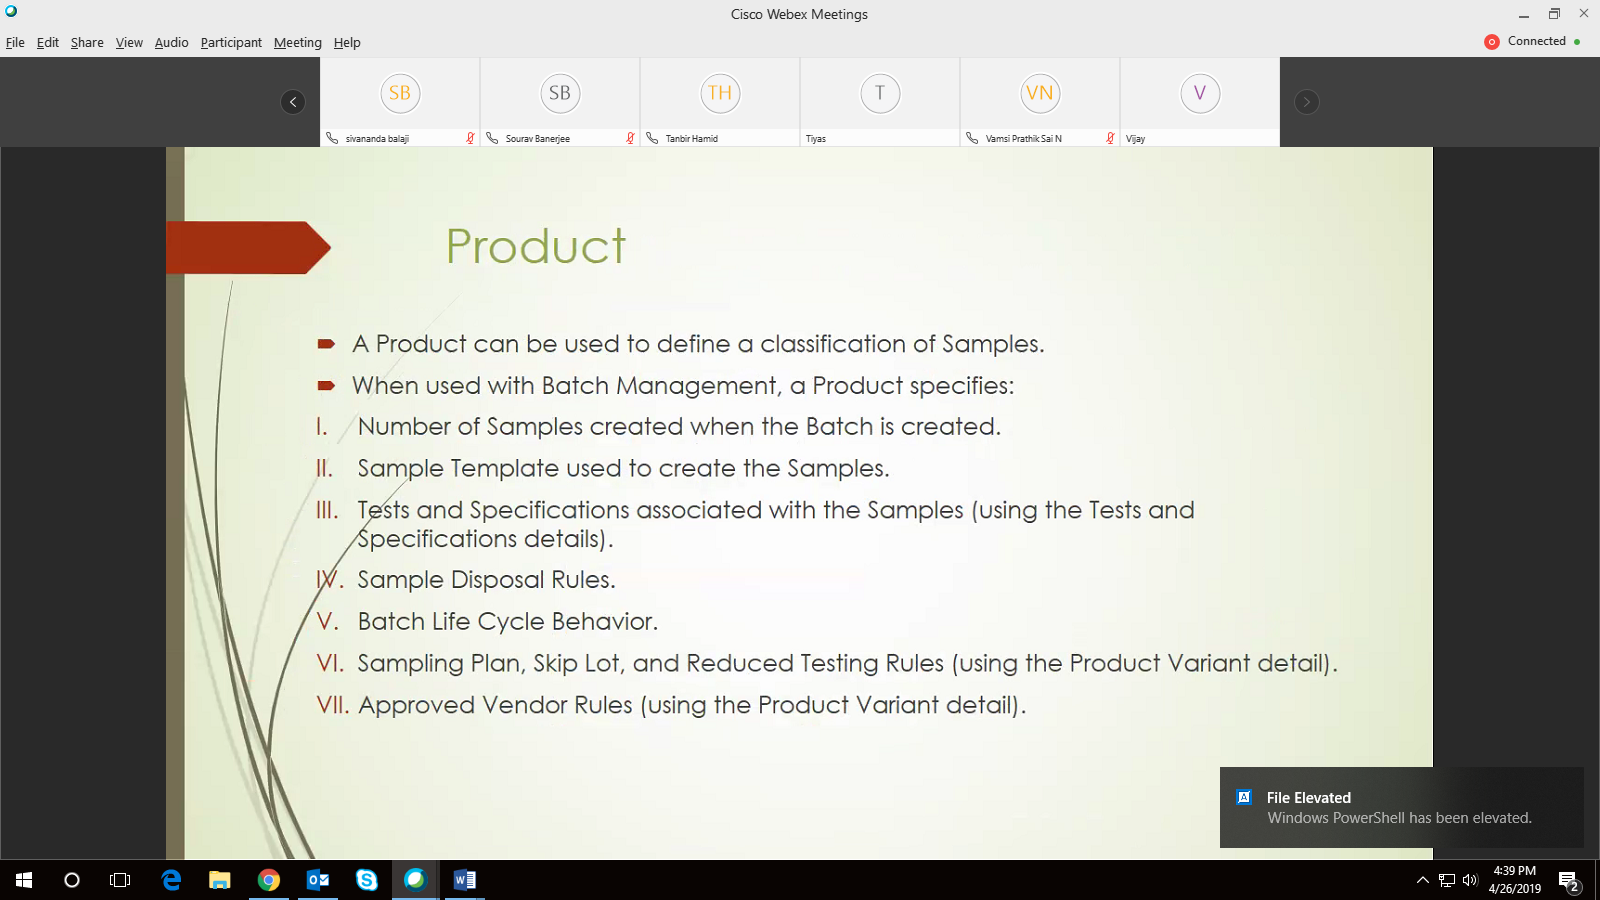 Cisco Webex Meetings
File Edit Share View Audio Participant Meeting Help
Connected
SB SB TH T VN V
sivananda balaji Sourav Banerjee Tanbir Hamid Tiyas Vamsi Prathik Sai N Vijay
Product
A Product can be used to define a classification of Samples.
When used with Batch Management, a Product specifies:
I. Number of Samples created when the Batch is created.
II. Sample Template used to create the Samples.
III. Tests and Specifications associated with the Samples (using the Tests and
Specifications details).
IV. Sample Disposal Rules.
V. Batch Life Cycle Behavior.
VI. Sampling Plan, Skip Lot, and Reduced Testing Rules (using the Product Variant detail).
VII. Approved Vendor Rules (using the Product Variant detail).
File Elevated
Windows PowerShell has been elevated.
4:39 PM
4/26/2019
2